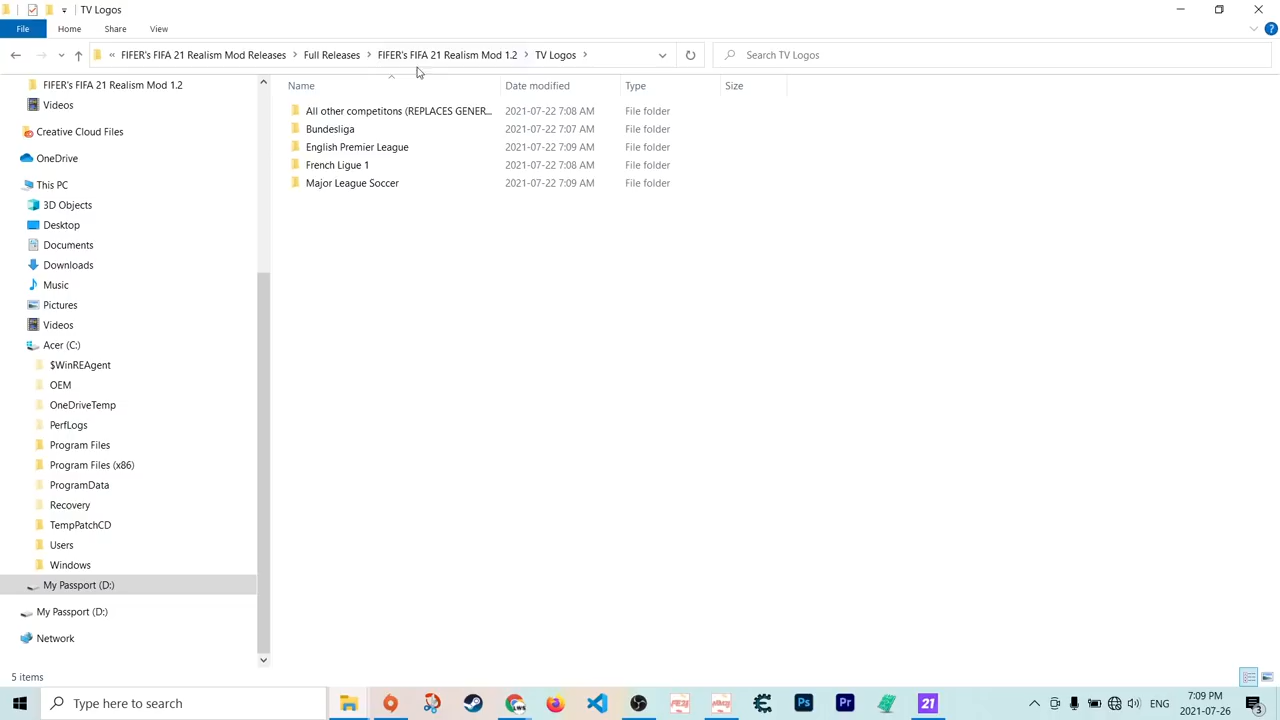 TV Logos
File
Home
Share
View
« FIFER's FIFA 21 Realism Mod Releases > Full Releases > FIFER's FIFA 21 Realism Mod 1.2 > TV Logos >
Search TV Logos
FIFER's FIFA 21 Realism Mod 1.2
Videos
Creative Cloud Files
OneDrive
This PC
3D Objects
Desktop
Documents
Downloads
Music
Pictures
Videos
Acer (C:)
$WinREAgent
OEM
OneDriveTemp
PerfLogs
Program Files
Program Files (x86)
ProgramData
Recovery
TempPatchCD
Users
Windows
My Passport (D:)
My Passport (D:)
Network
Name Date modified Type Size
All other competitons (REPLACES GENER... 2021-07-22 7:08 AM File folder
Bundesliga 2021-07-22 7:07 AM File folder
English Premier League 2021-07-22 7:09 AM File folder
French Ligue 1 2021-07-22 7:08 AM File folder
Major League Soccer 2021-07-22 7:09 AM File folder
5 items
Type here to search
Ps
Pr
21
ENG
7:09 PM
2021-07-26
3